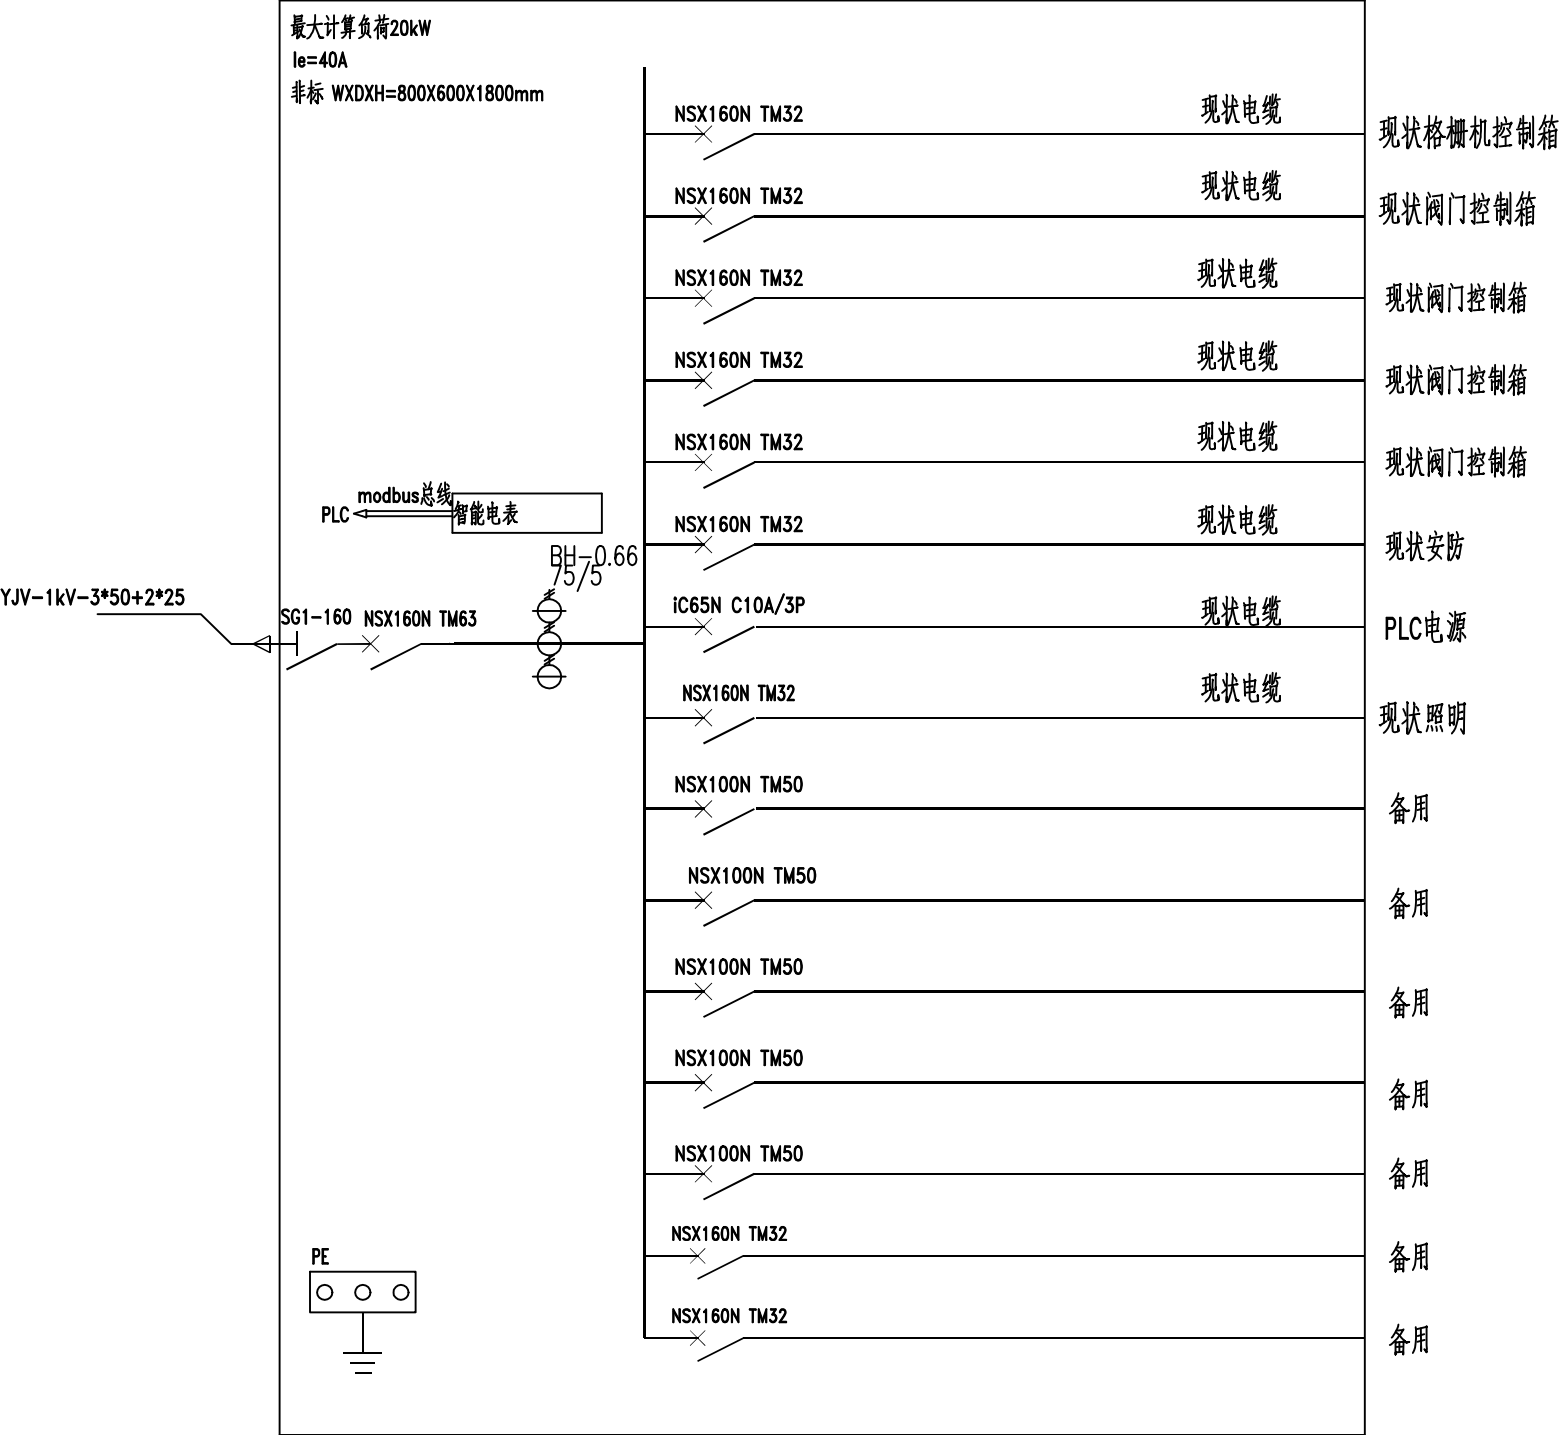 最大计算负荷20kW
Ie=40A
非标 WXDXH=800X600X1800mm
NSX160N TM32
现状电缆
现状格栅机控制箱
NSX160N TM32
现状电缆
现状阀门控制箱
NSX160N TM32
现状电缆
现状阀门控制箱
NSX160N TM32
现状电缆
现状阀门控制箱
NSX160N TM32
现状电缆
现状阀门控制箱
modbus总线
PLC
智能电表
NSX160N TM32
现状电缆
现状安防
BH-0.66
75/5
YJV-1kV-3*50+2*25
SG1-160
NSX160N TM63
iC65N C10A/3P
现状电缆
PLC电源
NSX160N TM32
现状电缆
现状照明
NSX100N TM50
备用
NSX100N TM50
备用
NSX100N TM50
备用
NSX100N TM50
备用
NSX100N TM50
备用
NSX160N TM32
备用
PE
NSX160N TM32
备用